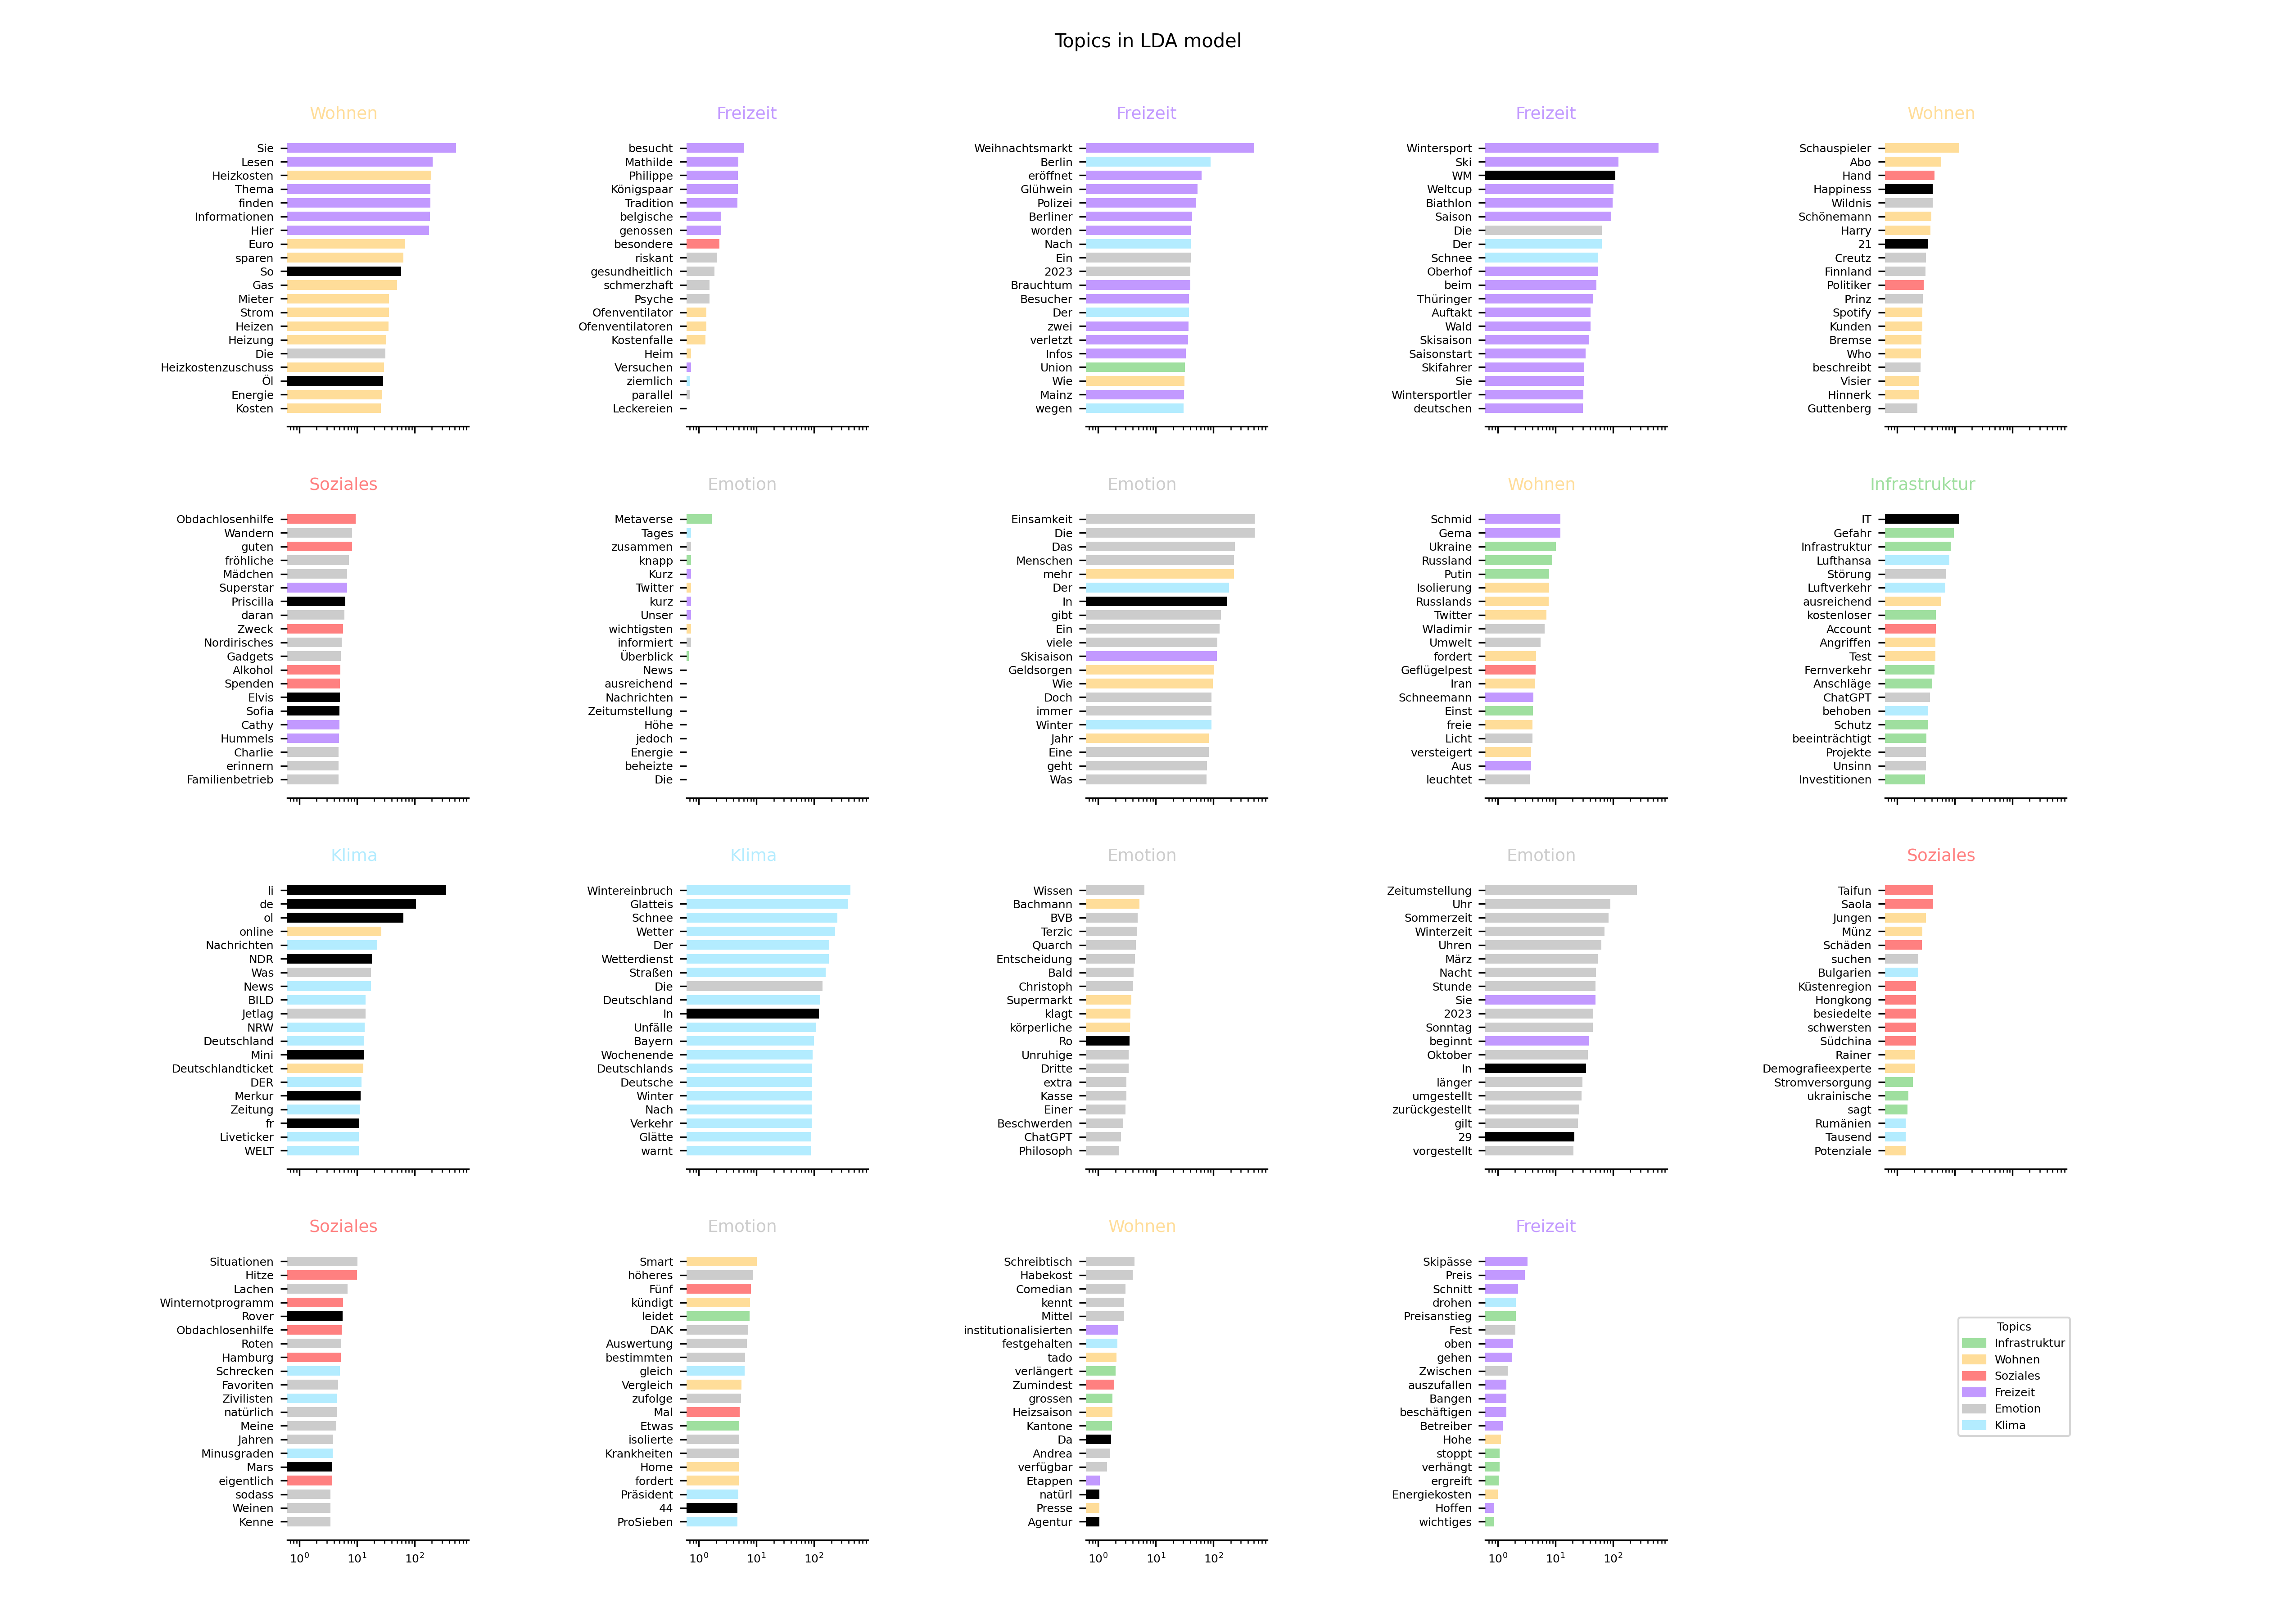 Topics in LDA model
Wohnen
Sie
Lesen
Heizkosten
Thema
finden
Informationen
Hier
Euro
sparen
So
Gas
Mieter
Strom
Heizen
Heizung
Die
Heizkostenzuschuss
Öl
Energie
Kosten
Freizeit
besucht
Mathilde
Philippe
Königspaar
Tradition
belgische
genossen
besondere
riskant
gesundheitlich
schmerzhaft
Psyche
Ofenventilator
Ofenventilatoren
Kostenfalle
Heim
Versuchen
ziemlich
parallel
Leckereien
Freizeit
Weihnachtsmarkt
Berlin
eröffnet
Glühwein
Polizei
Berliner
worden
Nach
Ein
2023
Brauchtum
Besucher
Der
zwei
verletzt
Infos
Union
Wie
Mainz
wegen
Freizeit
Wintersport
Ski
WM
Weltcup
Biathlon
Saison
Die
Der
Schnee
Oberhof
beim
Thüringer
Auftakt
Wald
Skisaison
Saisonstart
Skifahrer
Sie
Wintersportler
deutschen
Wohnen
Schauspieler
Abo
Hand
Happiness
Wildnis
Schönemann
Harry
21
Creutz
Finnland
Politiker
Prinz
Spotify
Kunden
Bremse
Who
beschreibt
Visier
Hinnerk
Guttenberg
Soziales
Obdachlosenhilfe
Wandern
guten
fröhliche
Mädchen
Superstar
Priscilla
daran
Zweck
Nordirisches
Gadgets
Alkohol
Spenden
Elvis
Sofia
Cathy
Hummels
Charlie
erinnern
Familienbetrieb
Emotion
Metaverse
Tages
zusammen
knapp
Kurz
Twitter
kurz
Unser
wichtigsten
informiert
Überblick
News
ausreichend
Nachrichten
Zeitumstellung
Höhe
jedoch
Energie
beheizte
Die
Emotion
Einsamkeit
Die
Das
Menschen
mehr
Der
In
gibt
Ein
viele
Skisaison
Geldsorgen
Wie
Doch
immer
Winter
Jahr
Eine
geht
Was
Wohnen
Schmid
Gema
Ukraine
Russland
Putin
Isolierung
Russlands
Twitter
Wladimir
Umwelt
fordert
Geflügelpest
Iran
Schneemann
Einst
freie
Licht
versteigert
Aus
leuchtet
Infrastruktur
IT
Gefahr
Infrastruktur
Lufthansa
Störung
Luftverkehr
ausreichend
kostenloser
Account
Angriffen
Test
Fernverkehr
Anschläge
ChatGPT
behoben
Schutz
beeinträchtigt
Projekte
Unsinn
Investitionen
Klima
li
de
ol
online
Nachrichten
NDR
Was
News
BILD
Jetlag
NRW
Deutschland
Mini
Deutschlandticket
DER
Merkur
Zeitung
fr
Liveticker
WELT
Klima
Wintereinbruch
Glatteis
Schnee
Wetter
Der
Wetterdienst
Straßen
Die
Deutschland
In
Unfälle
Bayern
Wochenende
Deutschlands
Deutsche
Winter
Nach
Verkehr
Glätte
warnt
Emotion
Wissen
Bachmann
BVB
Terzic
Quarch
Entscheidung
Bald
Christoph
Supermarkt
klagt
körperliche
Ro
Unruhige
Dritte
extra
Kasse
Einer
Beschwerden
ChatGPT
Philosoph
Emotion
Zeitumstellung
Uhr
Sommerzeit
Winterzeit
Uhren
März
Nacht
Stunde
Sie
2023
Sonntag
beginnt
Oktober
In
länger
umgestellt
zurückgestellt
gilt
29
vorgestellt
Soziales
Taifun
Saola
Jungen
Münz
Schäden
suchen
Bulgarien
Küstenregion
Hongkong
besiedelte
schwersten
Südchina
Rainer
Demografieexperte
Stromversorgung
ukrainische
sagt
Rumänien
Tausend
Potenziale
Soziales
Situationen
Hitze
Lachen
Winternotprogramm
Rover
Obdachlosenhilfe
Roten
Hamburg
Schrecken
Favoriten
Zivilisten
natürlich
Meine
Jahren
Minusgraden
Mars
eigentlich
sodass
Weinen
Kenne
10⁰ 10¹ 10²
Emotion
Smart
höheres
Fünf
kündigt
leidet
DAK
Auswertung
bestimmten
gleich
Vergleich
zufolge
Mal
Etwas
isolierte
Krankheiten
Home
fordert
Präsident
44
ProSieben
10⁰ 10¹ 10²
Wohnen
Schreibtisch
Habekost
Comedian
kennt
Mittel
institutionalisierten
festgehalten
tado
verlängert
Zumindest
grossen
Heizsaison
Kantone
Da
Andrea
verfügbar
Etappen
natürl
Presse
Agentur
10⁰ 10¹ 10²
Freizeit
Skipässe
Preis
Schnitt
drohen
Preisanstieg
Fest
oben
gehen
Zwischen
auszufallen
Bangen
beschäftigen
Betreiber
Hohe
stoppt
verhängt
ergreift
Energiekosten
Hoffen
wichtiges
10⁰ 10¹ 10²
Topics
Infrastruktur
Wohnen
Soziales
Freizeit
Emotion
Klima